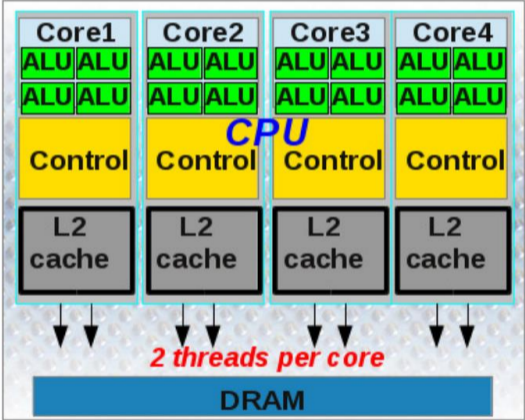 Core1 Core2 Core3 Core4
ALU ALU ALU ALU ALU ALU ALU ALU
ALU ALU ALU ALU ALU ALU ALU ALU
CPU
Control Control Control Control
L2 L2 L2 L2
cache cache cache cache
2 threads per core
DRAM